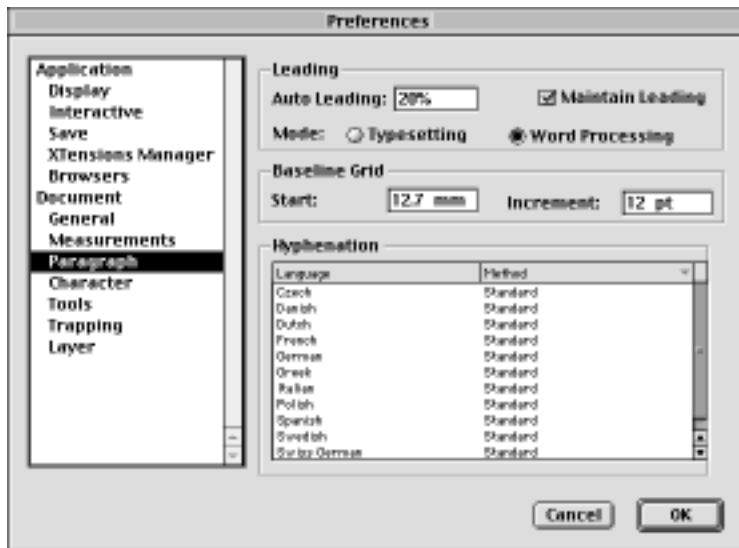 Preferences
Application
Display
Interactive
Save
XTensions Manager
Browsers
Document
General
Measurements
Paragraph
Character
Tools
Trapping
Layer
Leading
Auto Leading: 20% Maintain Leading
Mode: Typesetting Word Processing
Baseline Grid
Start: 12.7 mm Increment: 12 pt
Hyphenation
Language Method
Czech Standard
Danish Standard
Dutch Standard
French Standard
German Standard
Greek Standard
Italian Standard
Polish Standard
Spanish Standard
Swedish Standard
Swiss German Standard
Cancel OK